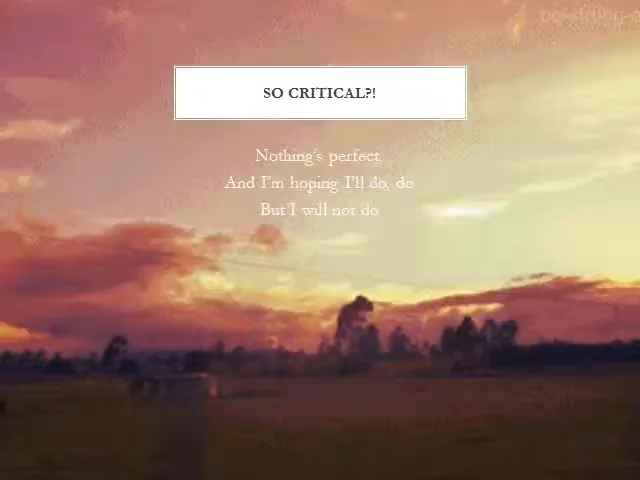 SO CRITICAL?!
Nothing's perfect.
And I'm hoping I'll do, do
But I will not do